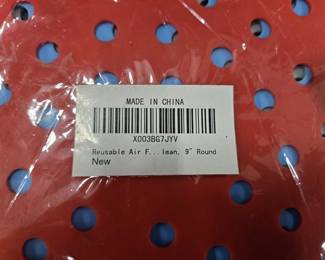 MADE IN CHINA
X003BG7JYV
Reusable Air F...lean, 9" Round
New